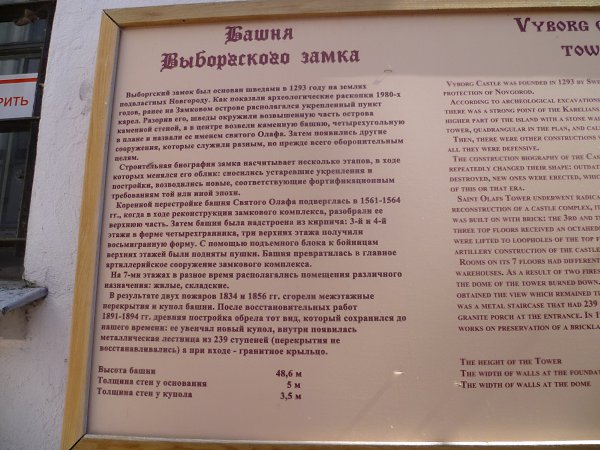 РИТЬ
Башня
Выборгского замка
Выборгский замок был основан шведами в 1293 году на землях
подвластных Новгороду. Как показали археологические раскопки 1980-х
годов, ранее на Замковом острове располагался укрепленный пункт
карел. Разорив его, шведы окружили возвышенную часть острова
каменной стеной, а в центре возвели каменную башню, четырехугольную
в плане и назвали ее именем святого Олафа. Затем появились другие
сооружения, которые служили разным, но прежде всего оборонительным
целям.
Строительная биография замка насчитывает несколько этапов, в ходе
которых менялся его облик: сносились устаревшие укрепления и
постройки, возводились новые, соответствующие фортификационным
требованиям той или иной эпохи.
Коренной перестройке башня Святого Олафа подверглась в 1561-1564
гг., когда в ходе реконструкции замкового комплекса, разобрали ее
верхнюю часть. Затем башня была надстроена из кирпича: 3-й и 4-й
этажи в форме четырехгранника, три верхних этажа получили
восьмигранную форму. С помощью подъемного блока к бойницам
верхних этажей были подняты пушки. Башня превратилась в главное
артиллерийское сооружение замкового комплекса.
На 7-ми этажах в разное время располагались помещения различного
назначения: жилые, складские.
В результате двух пожаров 1834 и 1856 гг. сгорели межэтажные
перекрытия и купол башни. После восстановительных работ
1891-1894 гг. древняя постройка обрела тот вид, который сохранился до
нашего времени: ее увенчал новый купол, внутри появилась
металлическая лестница из 239 ступеней (перекрытия не
восстанавливались) а при входе - гранитное крыльцо.
Высота башни 48,6 м
Толщина стен у основания 5 м
Толщина стен у купола 3,5 м
Vyborg
tow
Vyborg Castle was founded in 1293 by Swe
protection of Novgorod.
According to archeological excavations
there was a strong point of the Karelians
higher part of the island with a stone wa
tower, quadrangular in the plan, and cal
Then, there were other constructions
all they were defensive.
The construction biography of the Cas
repeatedly changed their shape: outdat
destroyed, new ones were erected, which
of this or that era.
Saint Olafs Tower underwent radica
reconstruction of a castle complex, it
was built on with brick: the 3rd and th
three top floors received an octahed
were lifted to loopholes of the top f
artillery construction of the castle
Rooms on its 7 floors had different
warehouses. As a result of two fires
the dome of the tower burned down.
obtained the view which remained t
was a metal staircase that had 239
granite porch at the entrance. In 1
works on preservation of a brickla
The height of the Tower
The width of walls at the foundat
The width of walls at the dome